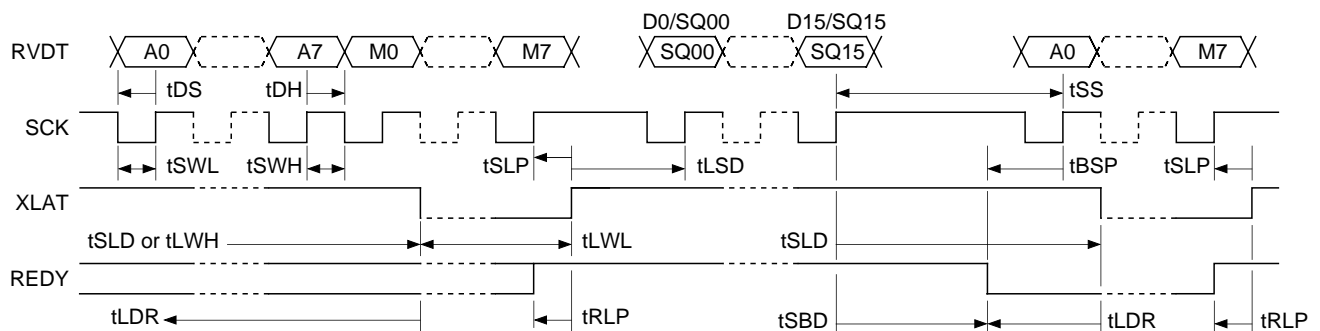 D0/SQ00 D15/SQ15
RVDT A0 A7 M0 M7 SQ00 SQ15 A0 M7
tDS tDH tSS
SCK
tSWL tSWH tSLP tLSD tBSP tSLP
XLAT
tSLD or tLWH tLWL tSLD
REDY
tLDR tRLP tSBD tLDR tRLP